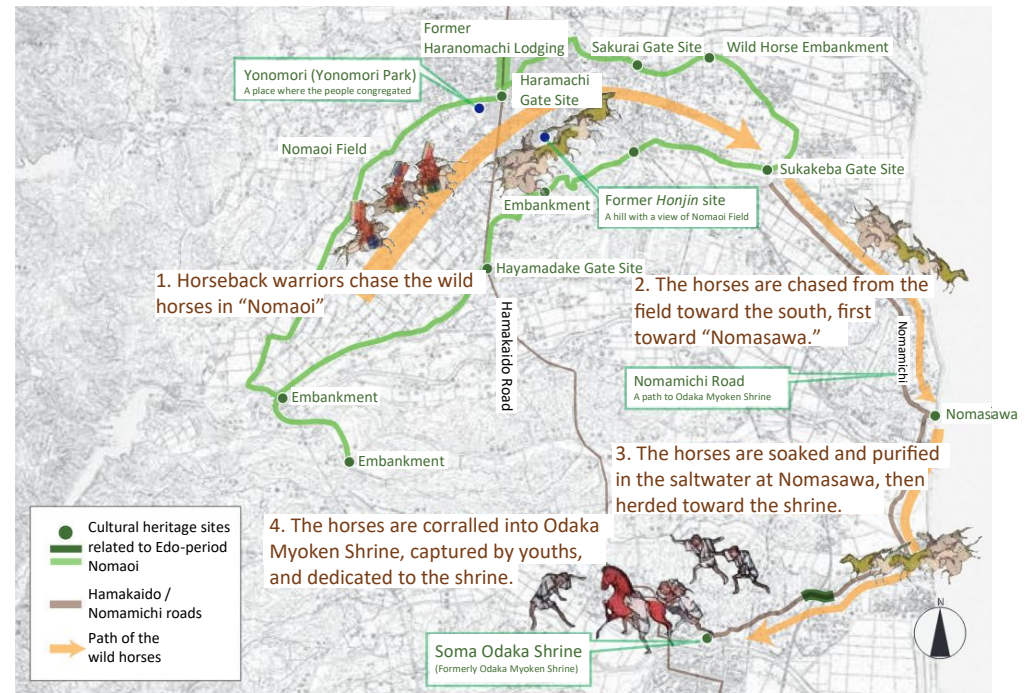 Former
Haranomachi Lodging
Sakurai Gate Site
Wild Horse Embankment
Yonomori (Yonomori Park)
A place where the people congregated
Haramachi
Gate Site
Nomaoi Field
Sukakeba Gate Site
Embankment
Former Honjin site
A hill with a view of Nomaoi Field
Hayamadake Gate Site
1. Horseback warriors chase the wild
horses in “Nomaoi”
2. The horses are chased from the
field toward the south, first
toward “Nomasawa.”
Hamakaido Road
Nomamichi
Nomamichi Road
A path to Odaka Myoken Shrine
Embankment
Nomasawa
Embankment
3. The horses are soaked and purified
in the saltwater at Nomasawa, then
herded toward the shrine.
4. The horses are corralled into Odaka
Myoken Shrine, captured by youths,
and dedicated to the shrine.
Cultural heritage sites
related to Edo-period
Nomaoi
Hamakaido /
Nomamichi roads
Path of the
wild horses
Soma Odaka Shrine
(Formerly Odaka Myoken Shrine)
N